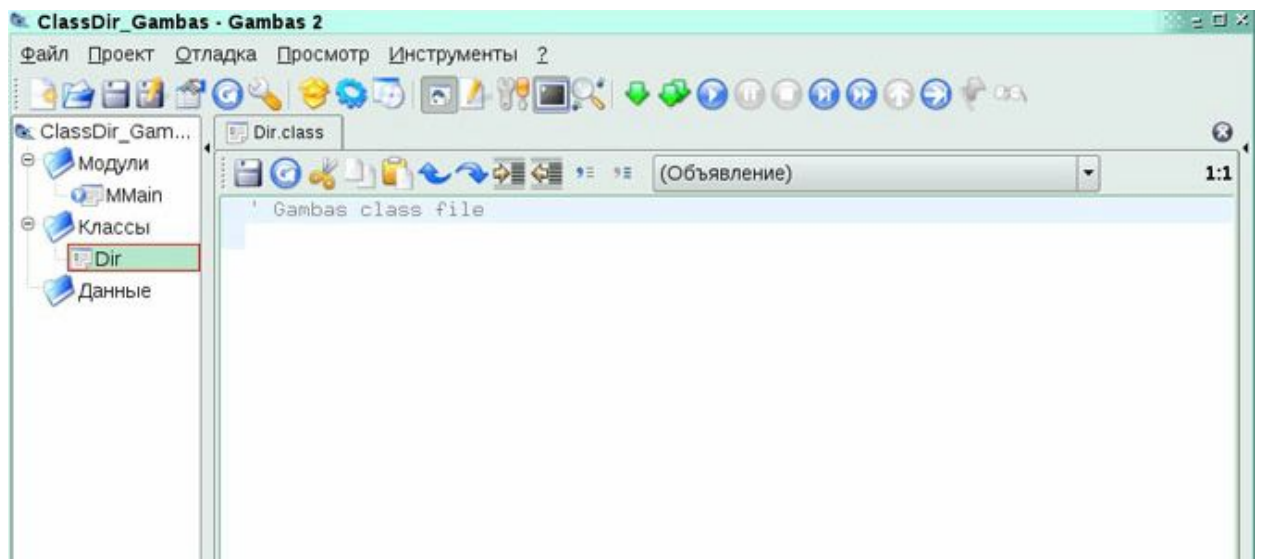 ClassDir_Gambas - Gambas 2
Файл Проект Отладка Просмотр Инструменты ?
ClassDir_Gam...
Модули
MMain
Классы
Dir
Данные
Dir.class
(Объявление)
1:1
' Gambas class file